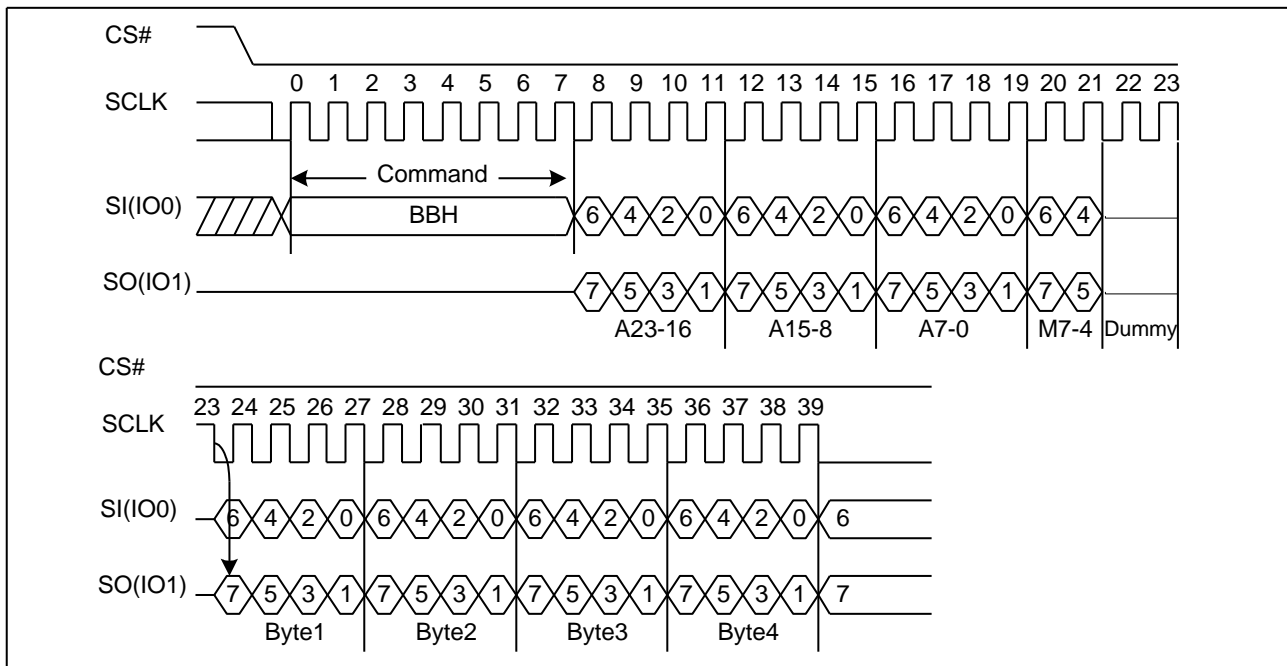 CS#
0 1 2 3 4 5 6 7 8 9 10 11 12 13 14 15 16 17 18 19 20 21 22 23
SCLK
Command
SI(IO0) BBH 6 4 2 0 6 4 2 0 6 4 2 0 6 4
SO(IO1) 7 5 3 1 7 5 3 1 7 5 3 1 7 5
A23-16 A15-8 A7-0 M7-4 Dummy
CS#
23 24 25 26 27 28 29 30 31 32 33 34 35 36 37 38 39
SCLK
SI(IO0) 6 4 2 0 6 4 2 0 6 4 2 0 6 4 2 0 6
SO(IO1) 7 5 3 1 7 5 3 1 7 5 3 1 7 5 3 1 7
Byte1 Byte2 Byte3 Byte4